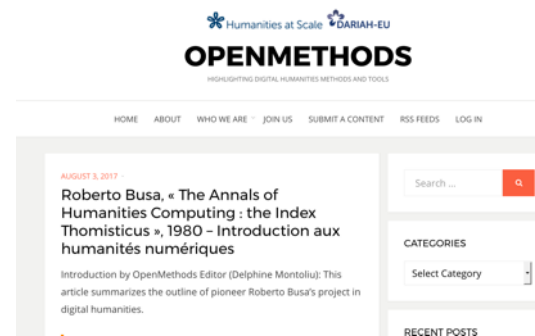 Humanities at Scale DARIAH-EU
OPENMETHODS
HIGHLIGHTING DIGITAL HUMANITIES METHODS AND TOOLS
HOME ABOUT WHO WE ARE JOIN US SUBMIT A CONTENT RSS FEEDS LOG IN
AUGUST 3, 2017 -
Roberto Busa, « The Annals of
Humanities Computing : the Index
Thomisticus », 1980 – Introduction aux
humanités numériques
Introduction by OpenMethods Editor (Delphine Montoliu): This
article summarizes the outline of pioneer Roberto Busa's project in
digital humanities.
Search ...
CATEGORIES
Select Category
RECENT POSTS